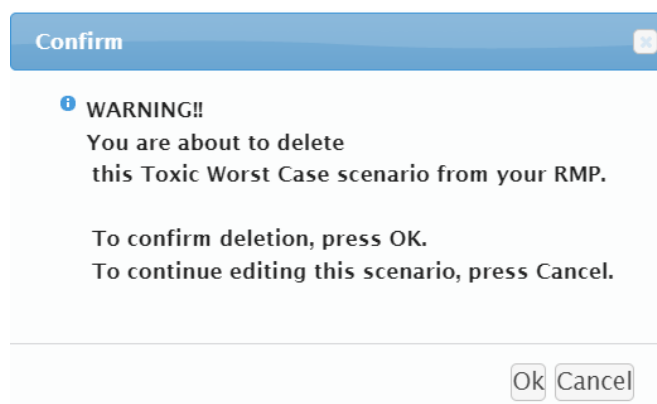 Confirm
WARNING!!
You are about to delete
this Toxic Worst Case scenario from your RMP.
To confirm deletion, press OK.
To continue editing this scenario, press Cancel.
Ok Cancel